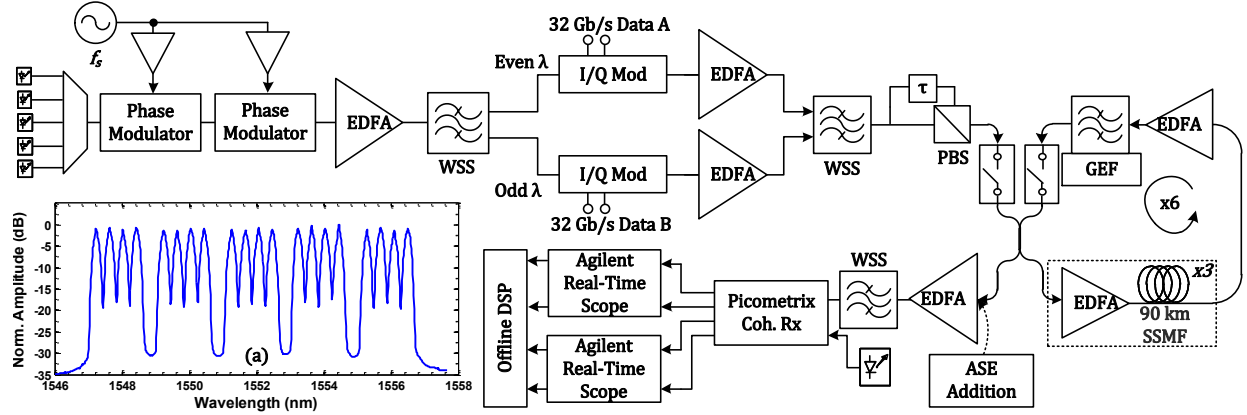 fs
Phase
Modulator
Phase
Modulator
EDFA
WSS
Even λ
Odd λ
32 Gb/s Data A
I/Q Mod
I/Q Mod
32 Gb/s Data B
EDFA
EDFA
WSS
τ
PBS
GEF
EDFA
x6
x3
EDFA
90 km
SSMF
ASE
Addition
EDFA
WSS
Picometrix
Coh. Rx
Agilent
Real-Time
Scope
Agilent
Real-Time
Scope
Offline DSP
Norm. Amplitude (dB)
0
-5
-10
-15
-20
-25
-30
-35
(a)
1546 1548 1550 1552 1554 1556 1558
Wavelength (nm)